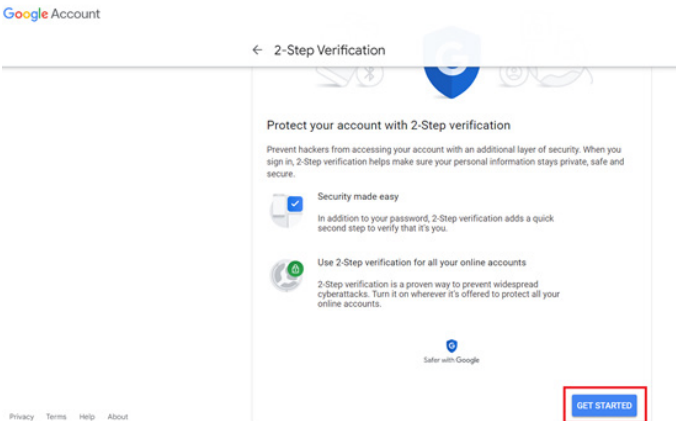 Google Account
← 2-Step Verification
Protect your account with 2-Step verification
Prevent hackers from accessing your account with an additional layer of security. When you
sign in, 2-Step verification helps make sure your personal information stays private, safe and
secure.
Security made easy
In addition to your password, 2-Step verification adds a quick
second step to verify that it's you.
Use 2-Step verification for all your online accounts
2-Step verification is a proven way to prevent widespread
cyberattacks. Turn it on wherever it's offered to protect all your
online accounts.
G
Safer with Google
GET STARTED
Privacy Terms Help About